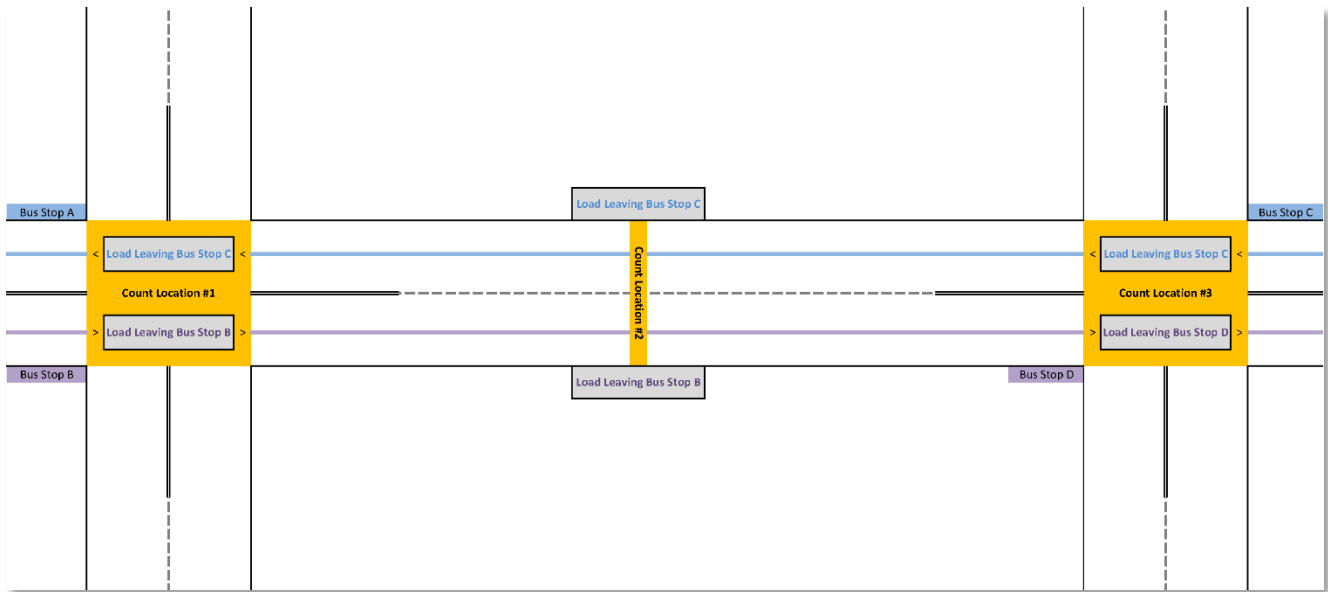 Load Leaving Bus Stop C
Bus Stop A
Bus Stop C
< Load Leaving Bus Stop C <
< Load Leaving Bus Stop C <
Count Location #1
Count Location #2
Count Location #3
> Load Leaving Bus Stop B >
> Load Leaving Bus Stop D >
Bus Stop B
Load Leaving Bus Stop B
Bus Stop D